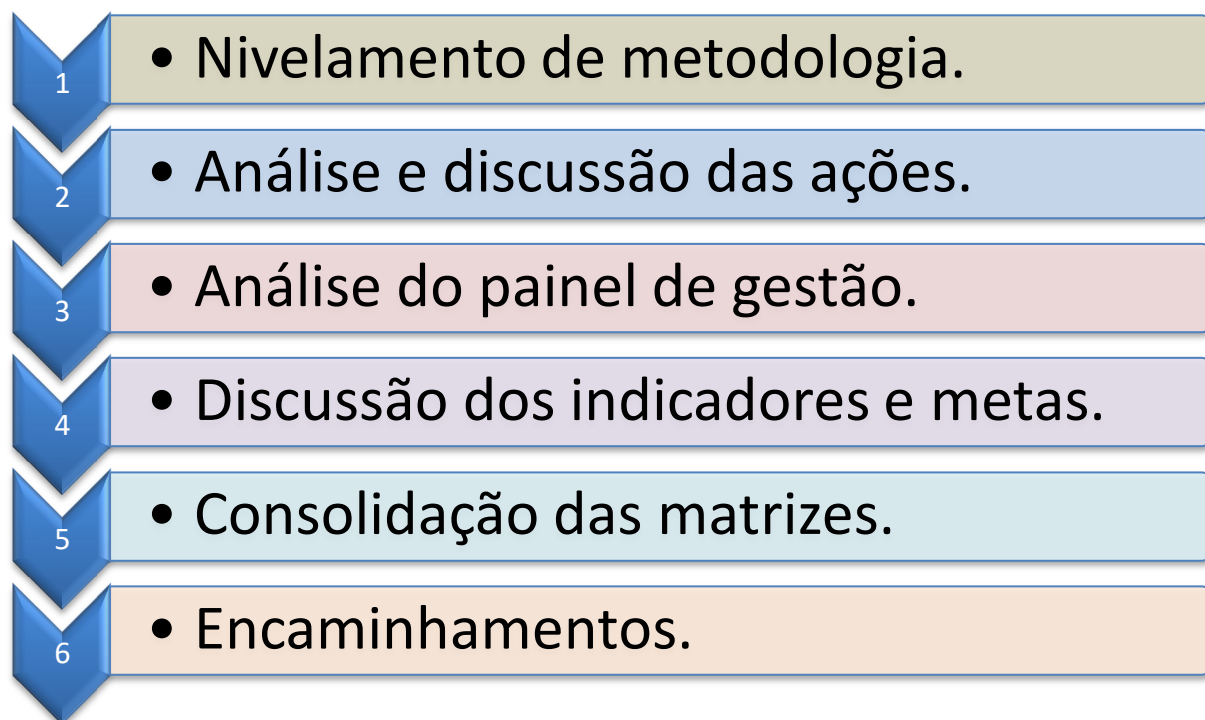 1
• Nivelamento de metodologia.
2
• Análise e discussão das ações.
3
• Análise do painel de gestão.
4
• Discussão dos indicadores e metas.
5
• Consolidação das matrizes.
6
• Encaminhamentos.